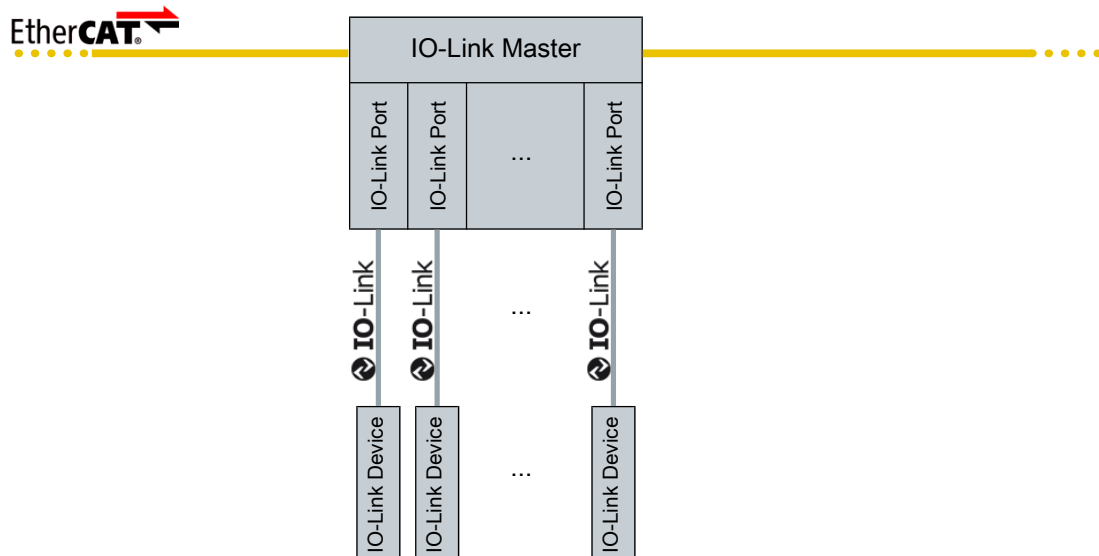 EtherCAT®
IO-Link Master
IO-Link Port
IO-Link Port
...
IO-Link Port
IO-Link
IO-Link
...
IO-Link
IO-Link Device
IO-Link Device
...
IO-Link Device